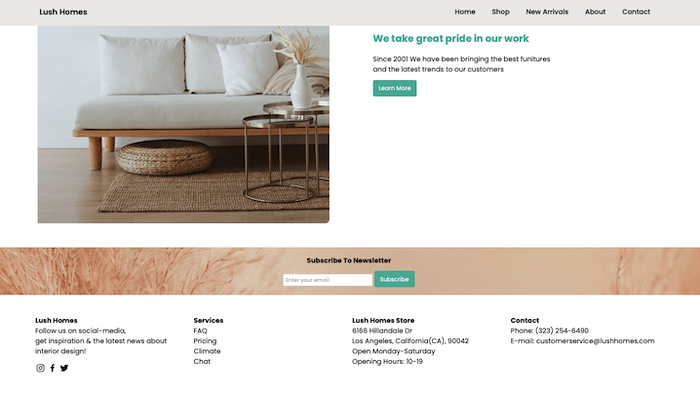 Lush Homes
Home Shop New Arrivals About Contact
We take great pride in our work
Since 2001 We have been bringing the best funitures
and the latest trends to our customers
Learn More
Subscribe To Newsletter
Enter your email
Subscribe
Lush Homes
Follow us on social-media,
get inspiration & the latest news about
interior design!
Services
FAQ
Pricing
Climate
Chat
Lush Homes Store
6166 Hillandale Dr
Los Angeles, California(CA), 90042
Open Monday-Saturday
Opening Hours: 10-19
Contact
Phone: (323) 254-6490
E-mail: customerservice@lushhomes.com